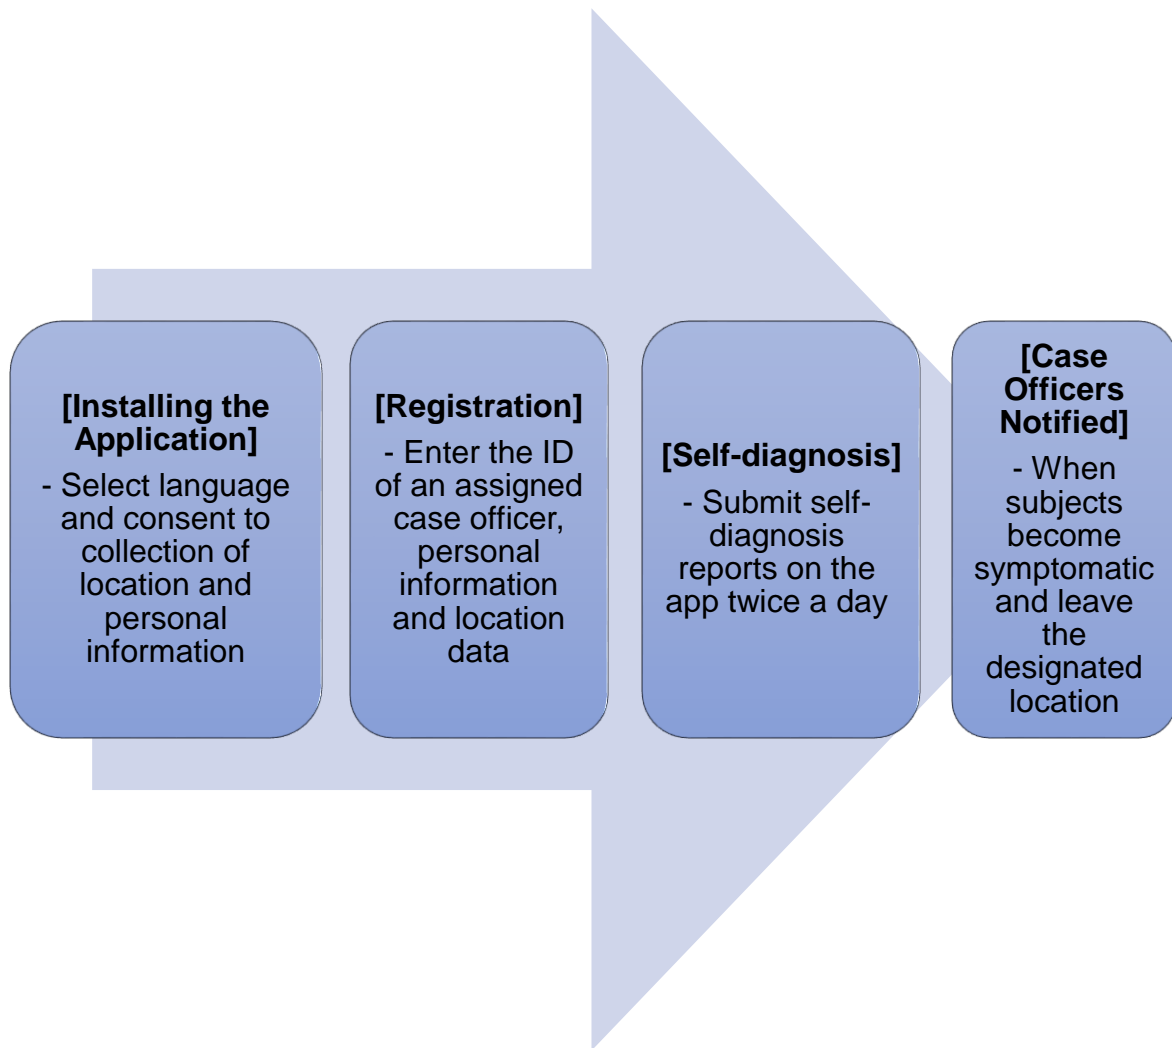 [Installing the
Application]
- Select language
and consent to
collection of
location and
personal
information
[Registration]
- Enter the ID
of an assigned
case officer,
personal
information
and location
data
[Self-diagnosis]
- Submit self-
diagnosis
reports on the
app twice a day
[Case
Officers
Notified]
- When
subjects
become
symptomatic
and leave
the
designated
location